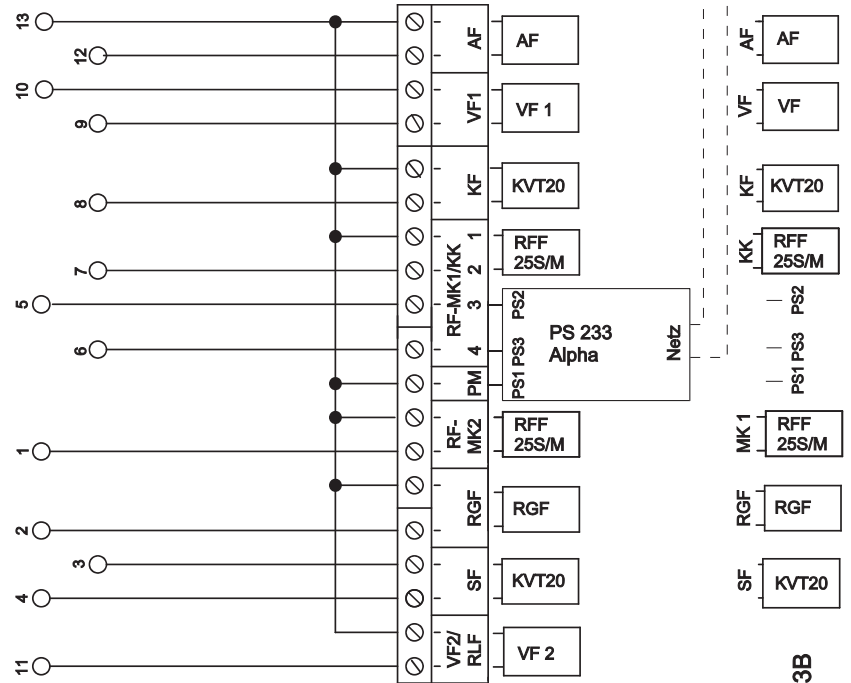 13
AF
AF
AF
AF
12
10
VF1
VF 1
VF
VF
9
KF
KVT20
KF
KVT20
8
RF-MK1/KK
1
2
3
4
RFF
25S/M
KK
RFF
25S/M
7
5
6
PS2
PS3
PS1
PS 233
Alpha
Netz
PS2
PS3
PS1
PM
RF-
MK2
RFF
25S/M
MK 1
RFF
25S/M
1
RGF
RGF
RGF
RGF
2
3
SF
KVT20
SF
KVT20
4
VF2/
RLF
VF 2
11
3B